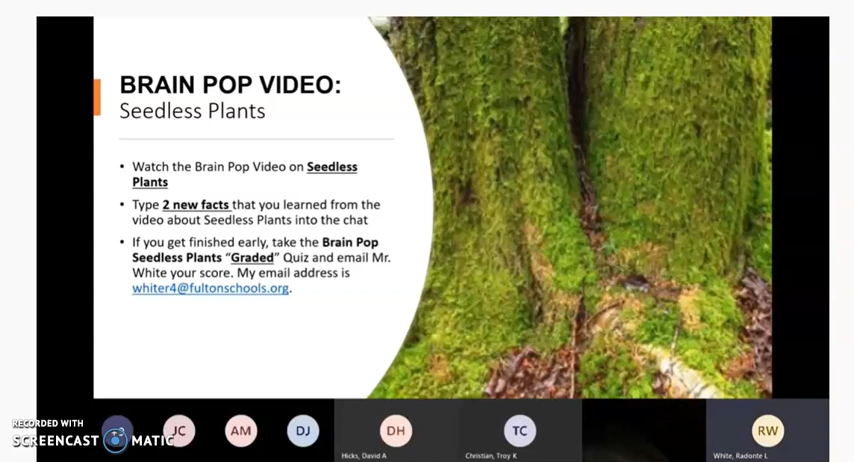 BRAIN POP VIDEO:
Seedless Plants
• Watch the Brain Pop Video on Seedless
Plants
• Type 2 new facts that you learned from the
video about Seedless Plants into the chat
• If you get finished early, take the Brain Pop
Seedless Plants “Graded” Quiz and email Mr.
White your score. My email address is
whiter4@fultonschools.org.
RECORDED WITH
SCREENCAST MATIC
JC
AM
DJ
DH
Hicks, David A
TC
Christian, Troy K
RW
White, Radonte L